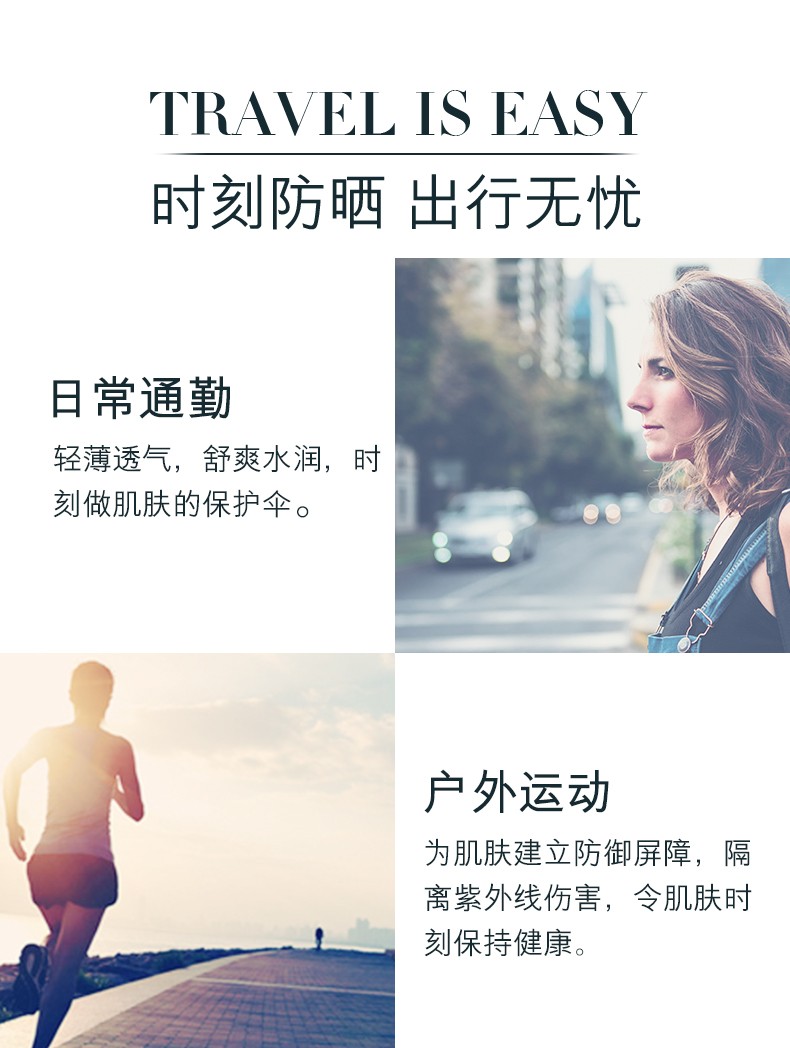 TRAVEL IS EASY
时刻防晒 出行无忧
日常通勤
轻薄透气，舒爽水润，时
刻做肌肤的保护伞。
户外运动
为肌肤建立防御屏障，隔
离紫外线伤害，令肌肤时
刻保持健康。